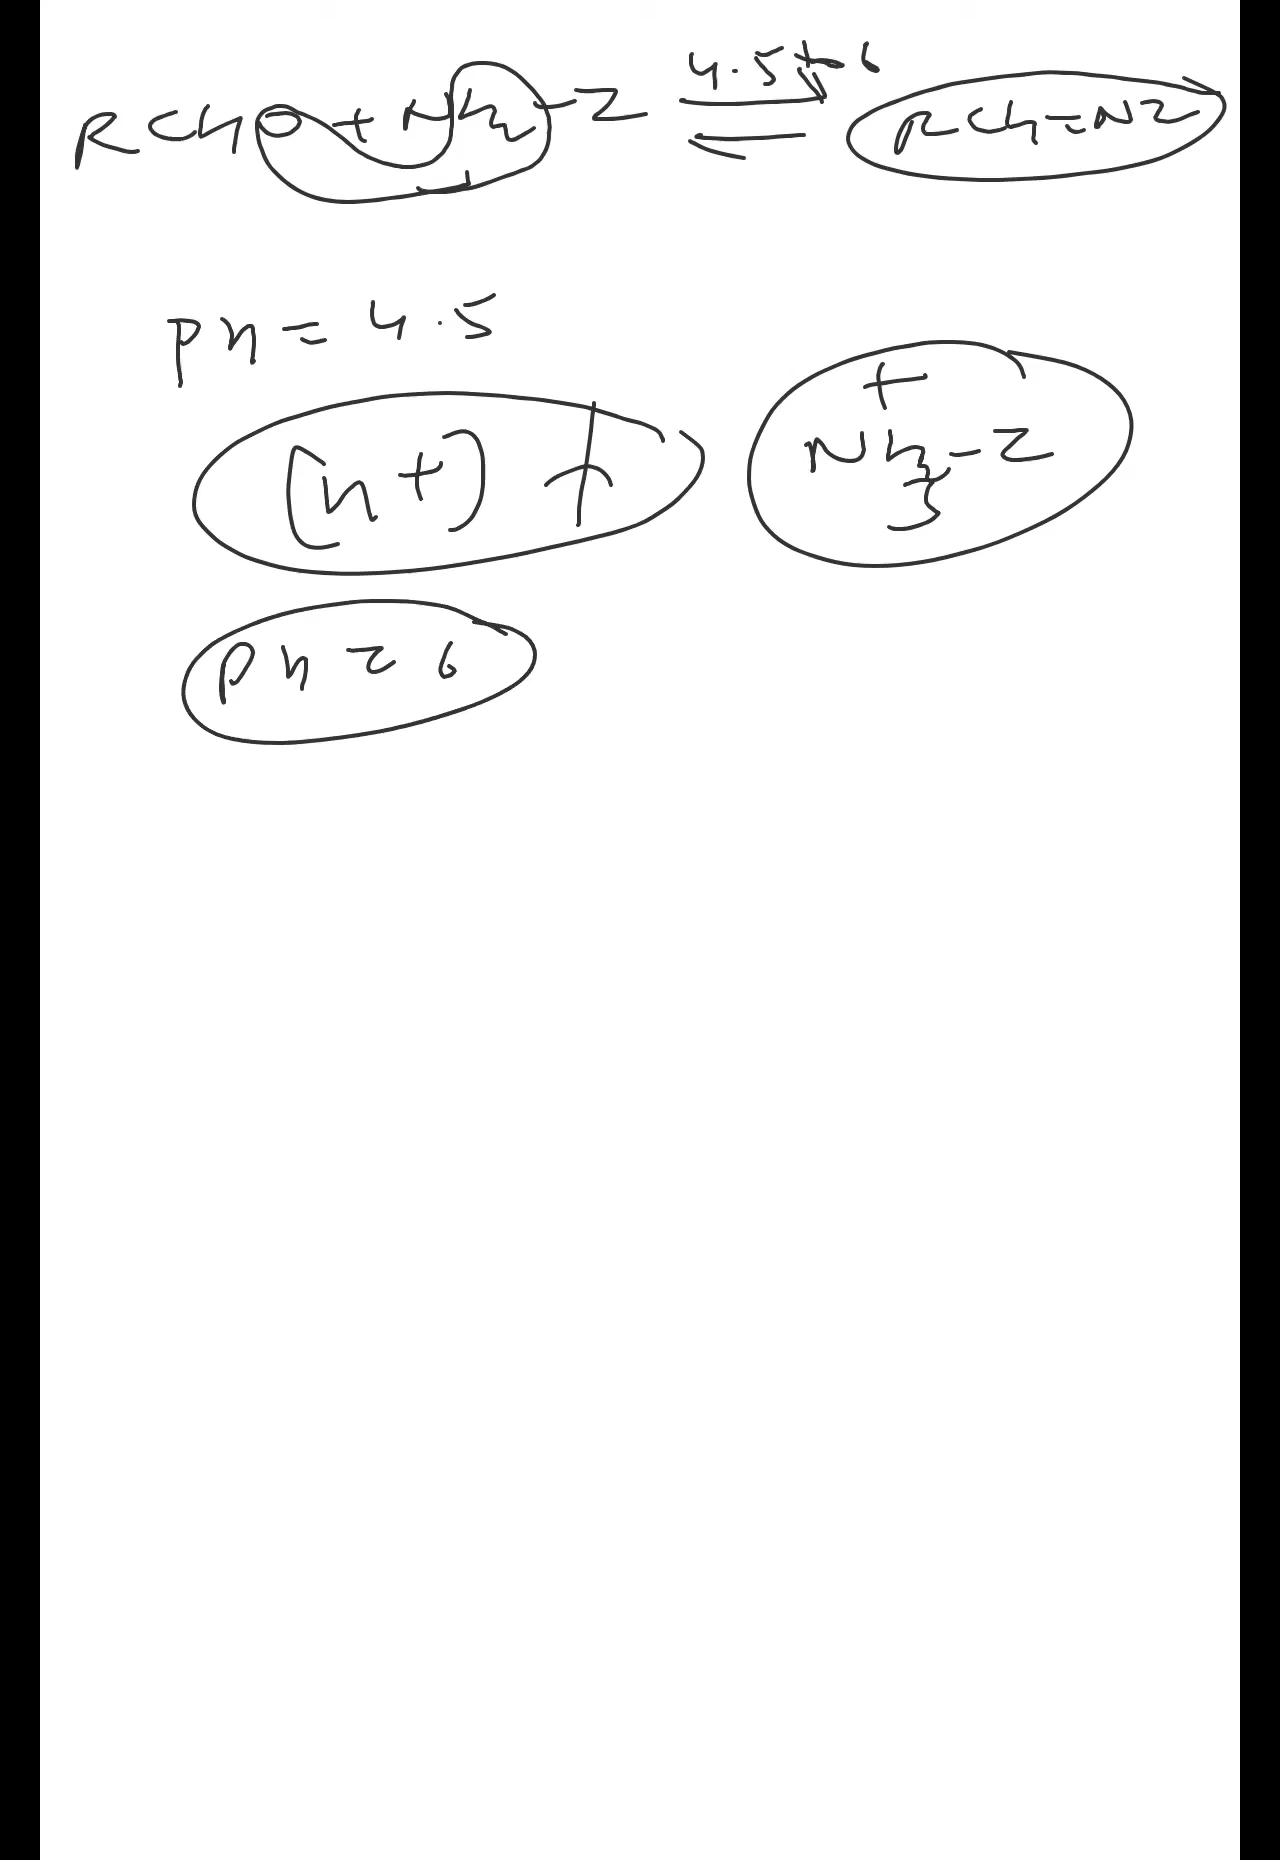 4.5 to 6
RCHO + NH2-Z ⇌ RCH=NZ
pH = 4.5
[H+] ↑
+
NH3-Z
pH = 6